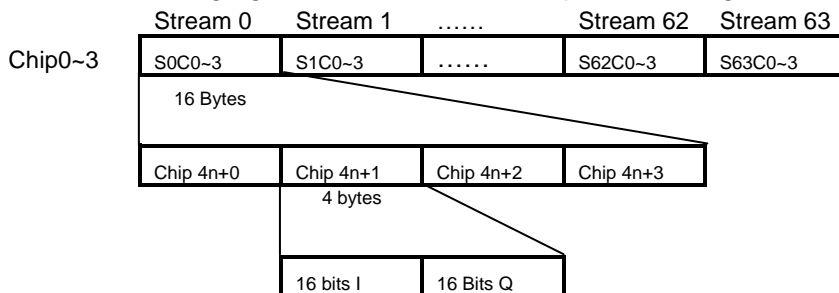 Stream 0 Stream 1 ...... Stream 62 Stream 63
Chip0~3 S0C0~3 S1C0~3 ...... S62C0~3 S63C0~3
16 Bytes
Chip 4n+0 Chip 4n+1 Chip 4n+2 Chip 4n+3
4 bytes
16 bits I 16 Bits Q